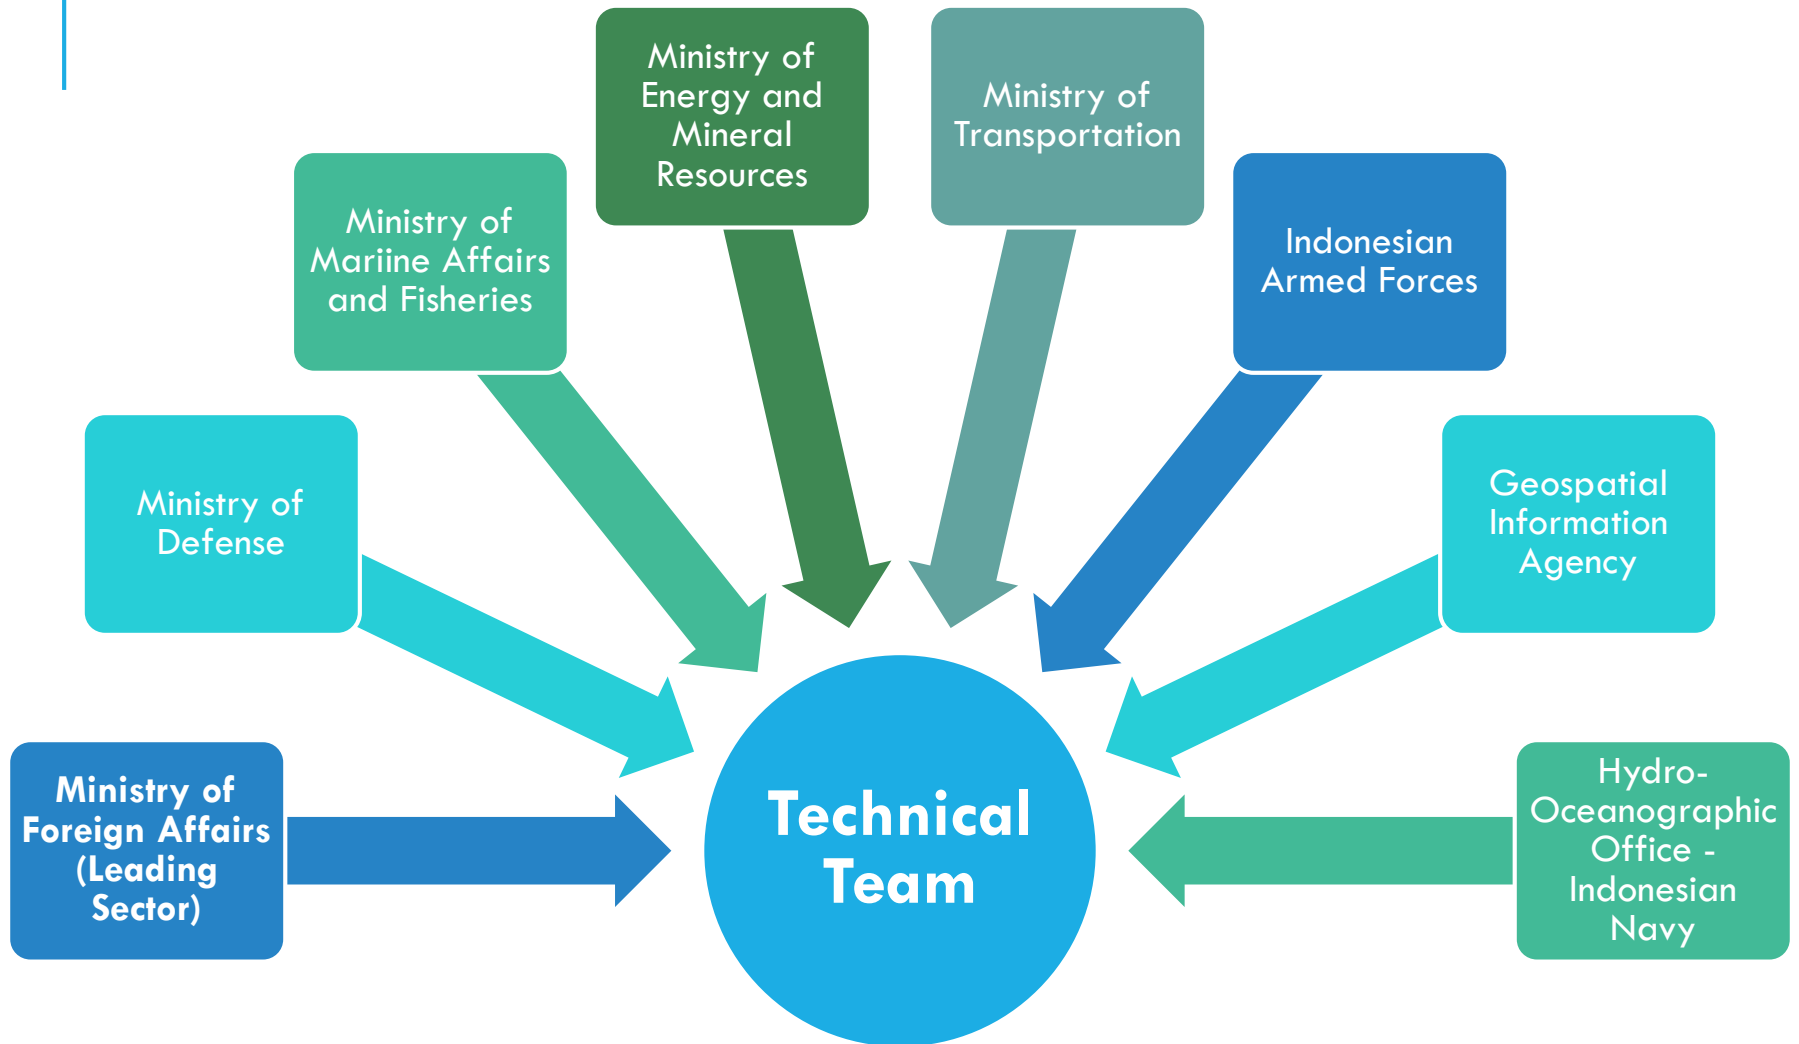 Ministry of
Energy and
Mineral
Resources
Ministry of
Transportation
Ministry of
Mariine Affairs
and Fisheries
Indonesian
Armed Forces
Ministry of
Defense
Geospatial
Information
Agency
Ministry of
Foreign Affairs
(Leading
Sector)
Technical
Team
Hydro-
Oceanographic
Office -
Indonesian
Navy